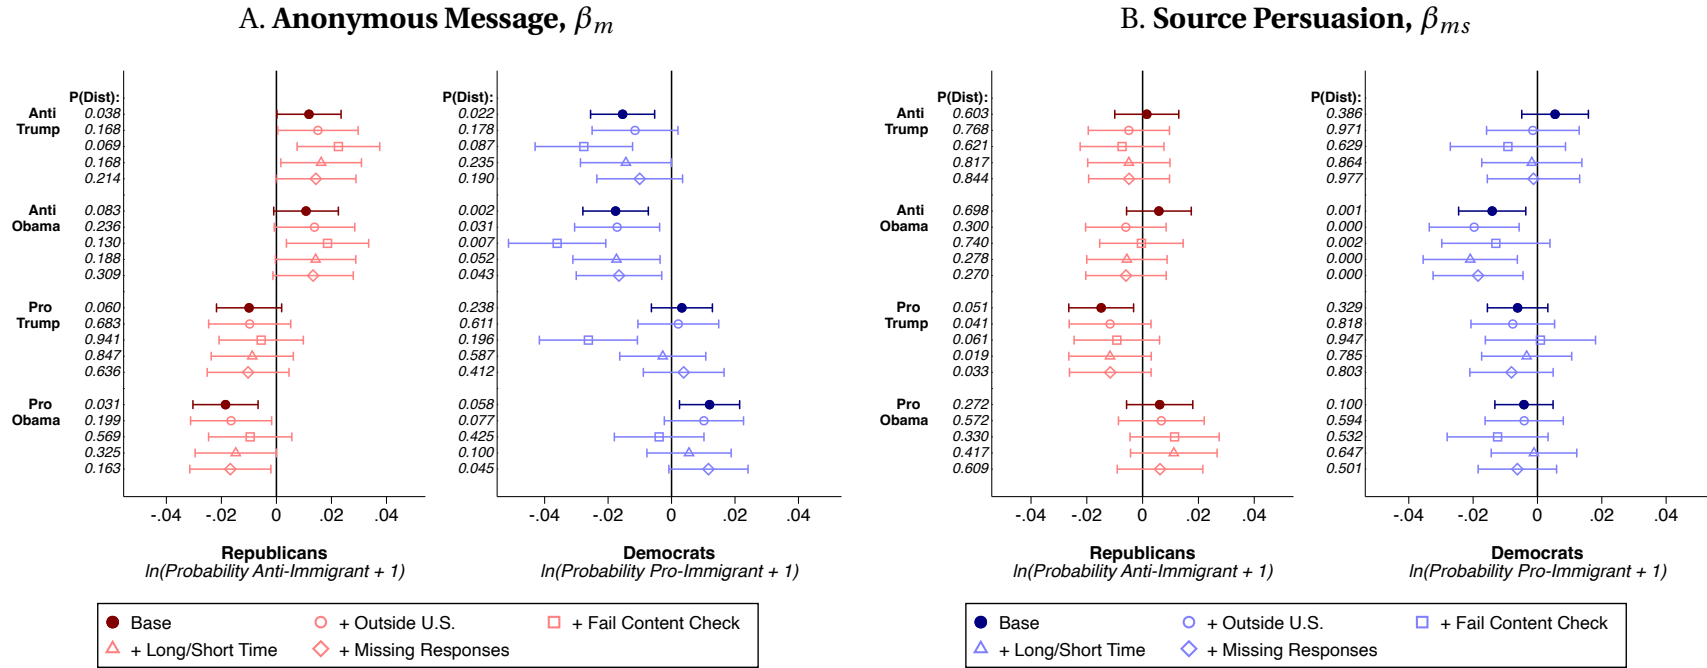 A. Anonymous Message, βm
P(Dist):
Anti
Trump
0.038
0.168
0.069
0.168
0.214
Anti
Obama
0.083
0.236
0.130
0.188
0.309
Pro
Trump
0.060
0.683
0.941
0.847
0.636
Pro
Obama
0.031
0.199
0.569
0.325
0.163
-.04 -.02 0 .02 .04
Republicans
ln(Probability Anti-Immigrant + 1)
P(Dist):
0.022
0.178
0.087
0.235
0.190
0.002
0.031
0.007
0.052
0.043
0.238
0.611
0.196
0.587
0.412
0.058
0.077
0.425
0.100
0.045
-.04 -.02 0 .02 .04
Democrats
ln(Probability Pro-Immigrant + 1)
Base + Outside U.S. + Fail Content Check
+ Long/Short Time + Missing Responses
B. Source Persuasion, βms
P(Dist):
Anti
Trump
0.603
0.768
0.621
0.817
0.844
Anti
Obama
0.698
0.300
0.740
0.278
0.270
Pro
Trump
0.051
0.041
0.061
0.019
0.033
Pro
Obama
0.272
0.572
0.330
0.417
0.609
-.04 -.02 0 .02 .04
Republicans
ln(Probability Anti-Immigrant + 1)
P(Dist):
0.386
0.971
0.629
0.864
0.977
0.001
0.000
0.002
0.000
0.000
0.329
0.818
0.947
0.785
0.803
0.100
0.594
0.532
0.647
0.501
-.04 -.02 0 .02 .04
Democrats
ln(Probability Pro-Immigrant + 1)
Base + Outside U.S. + Fail Content Check
+ Long/Short Time + Missing Responses